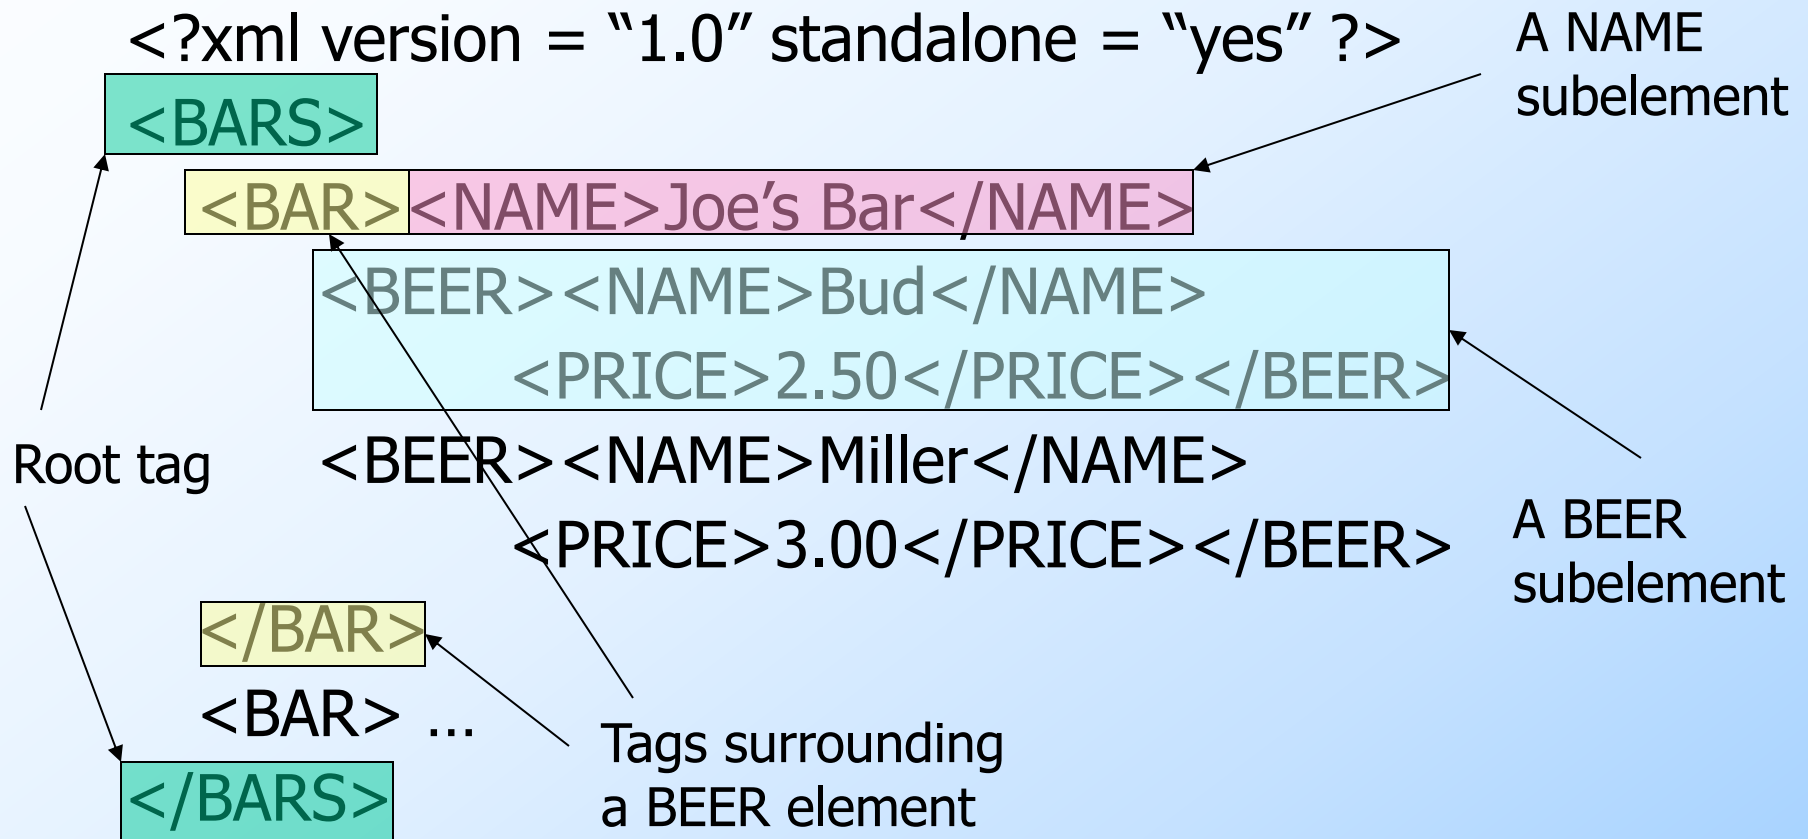 <?xml version = “1.0” standalone = “yes” ?>
<BARS>
<BAR><NAME>Joe’s Bar</NAME>
<BEER><NAME>Bud</NAME>
<PRICE>2.50</PRICE></BEER>
<BEER><NAME>Miller</NAME>
<PRICE>3.00</PRICE></BEER>
</BAR>
<BAR> …
</BARS>
A NAME
subelement
Root tag
A BEER
subelement
Tags surrounding
a BEER element